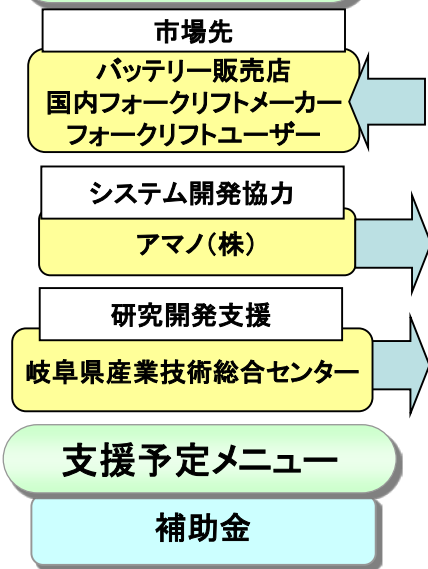 市場先
バッテリー販売店
国内フォークリフトメーカー
フォークリフトユーザー
システム開発協力
アマノ(株)
研究開発支援
岐阜県産業技術総合センター
支援予定メニュー
補助金